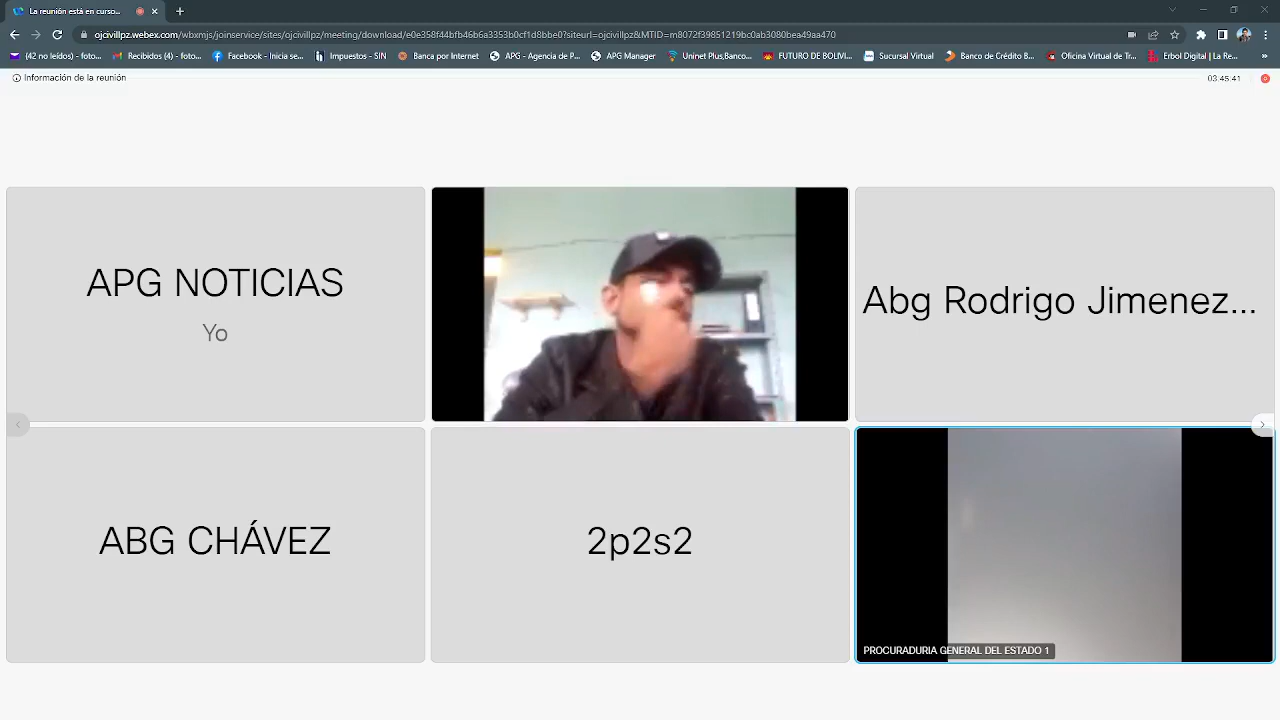 La reunión está en curso...
ojcivillpz.webex.com/wbxmjs/joinservice/sites/ojcivillpz/meeting/download/e0e358f44bfb46b6a3353b0cf1d8bbe0?siteurl=ojcivillpz&MTID=m8072f39851219bc0ab3080bea49aa470
(42 no leídos) - foto... Recibidos (4) - foto... Facebook - Inicia se... Impuestos - SIN Banca por Internet APG - Agencia de P... APG Manager Uninet Plus,Banco... FUTURO DE BOLIVI... Sucursal Virtual Banco de Crédito B... Oficina Virtual de Tr... Erbol Digital | La Re... »
Información de la reunión 03:45:41
APG NOTICIAS
Yo
Abg Rodrigo Jimenez...
ABG CHÁVEZ
2p2s2
PROCURADURIA GENERAL DEL ESTADO 1